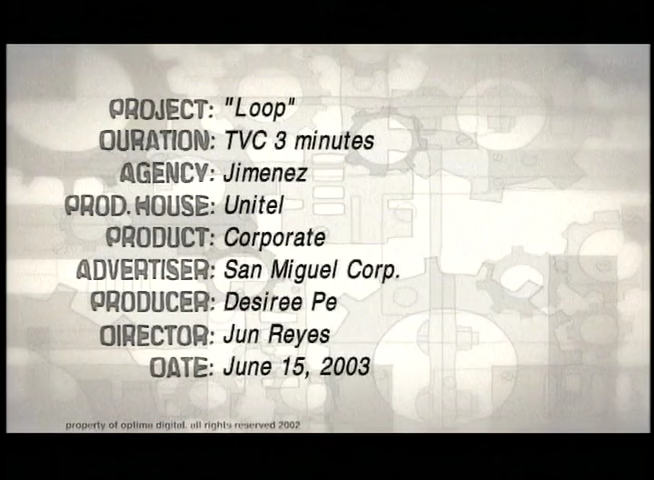 PROJECT: "Loop"
DURATION: TVC 3 minutes
AGENCY: Jimenez
PROD. HOUSE: Unitel
PRODUCT: Corporate
ADVERTISER: San Miguel Corp.
PRODUCER: Desiree Pe
DIRECTOR: Jun Reyes
DATE: June 15, 2003
property of optima digital. all rights reserved 2002